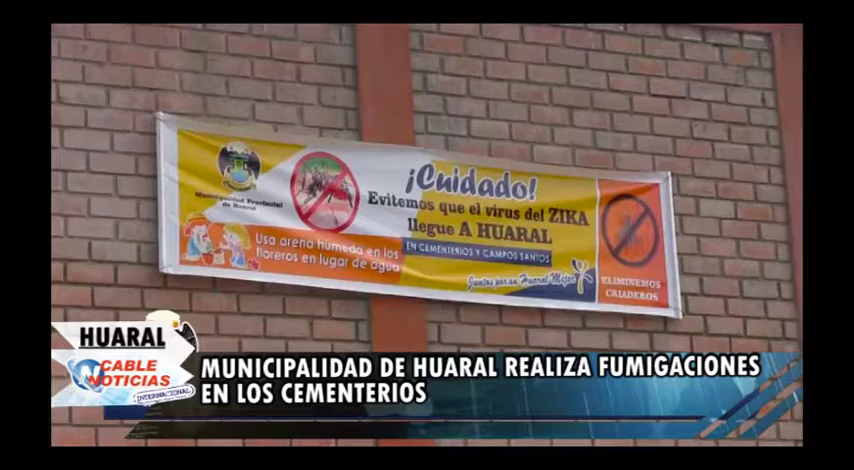 Municipalidad Provincial
de Huaral
¡Cuidado!
Evitemos que el virus del ZIKA
llegue A HUARAL
EN CEMENTERIOS Y CAMPOS SANTOS
Usa arena húmeda en los
floreros en lugar de agua
Juntos por un Huaral Mejor
ELIMINEMOS
CRIADEROS
HUARAL
CABLE
NOTICIAS
INTERNACIONAL
MUNICIPALIDAD DE HUARAL REALIZA FUMIGACIONES
EN LOS CEMENTERIOS